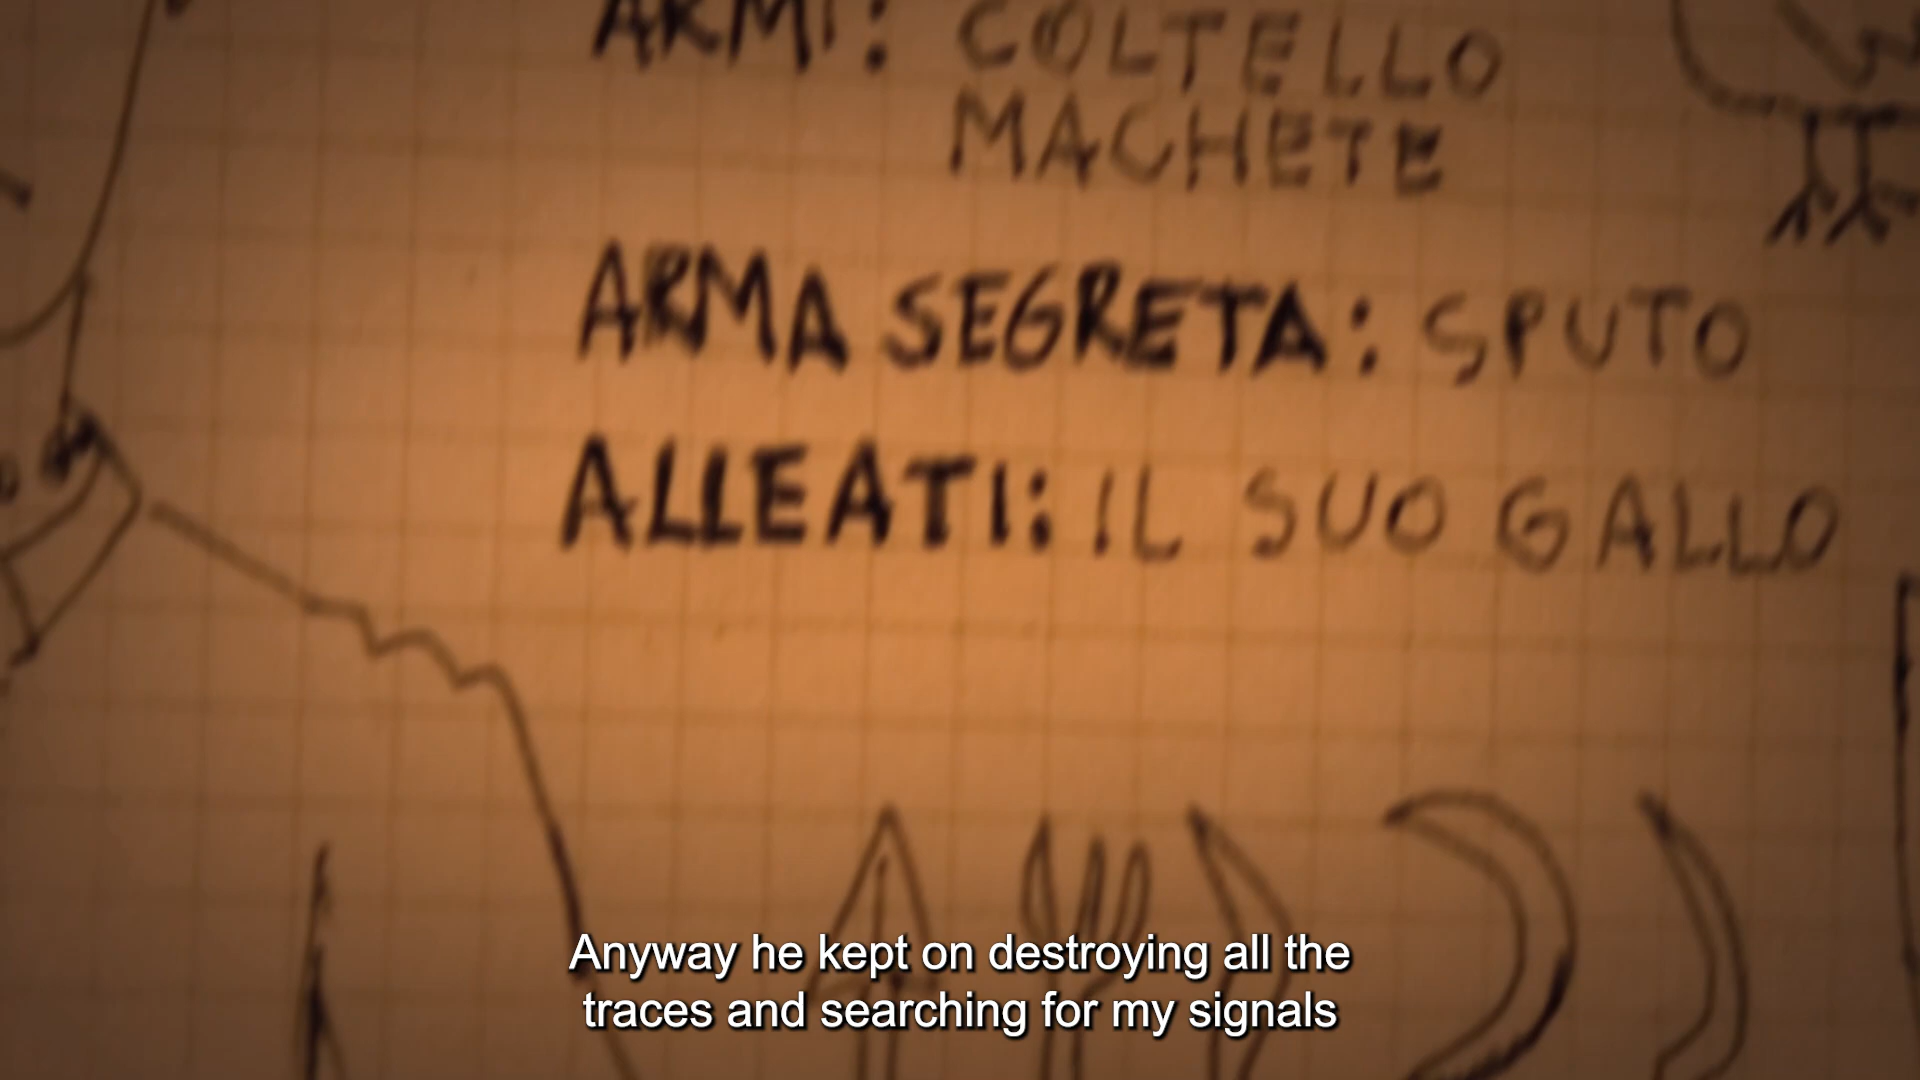 ARMI: COLTELLO
MACHETE
ARMA SEGRETA: SPUTO
ALLEATI: IL SUO GALLO
Anyway he kept on destroying all the
traces and searching for my signals